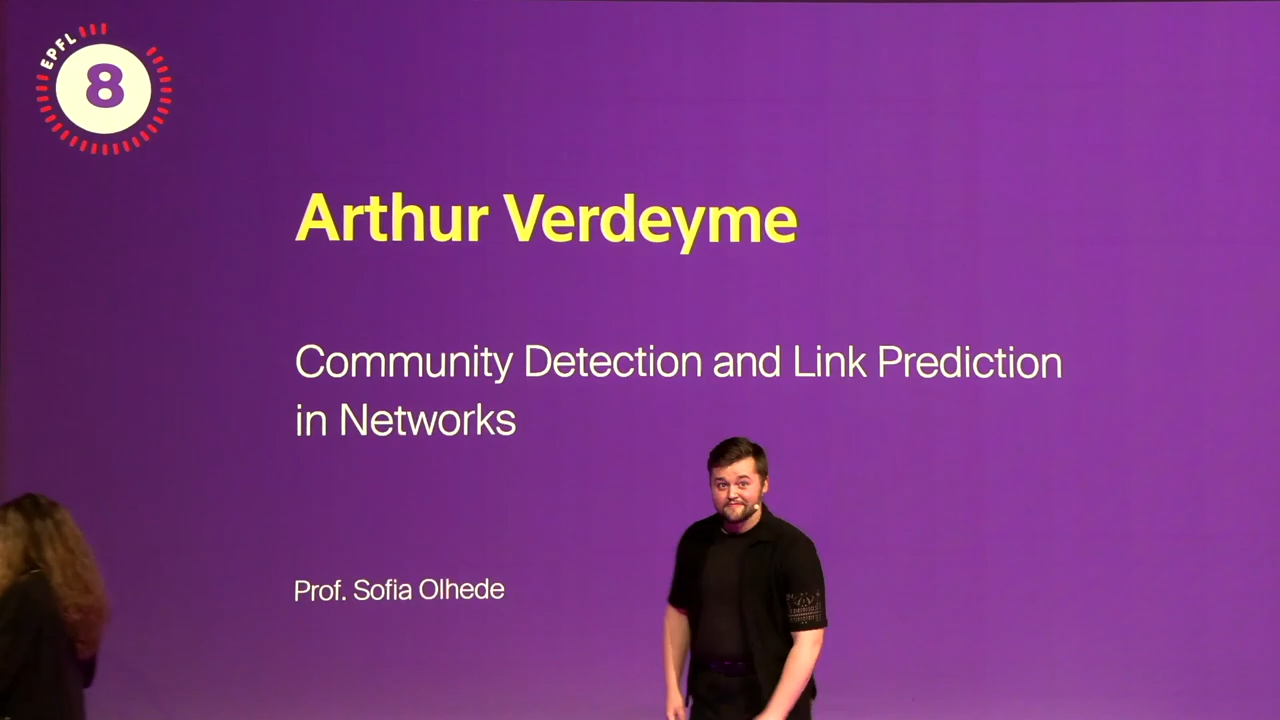 EPFL
8
Arthur Verdeyme
Community Detection and Link Prediction
in Networks
Prof. Sofia Olhede